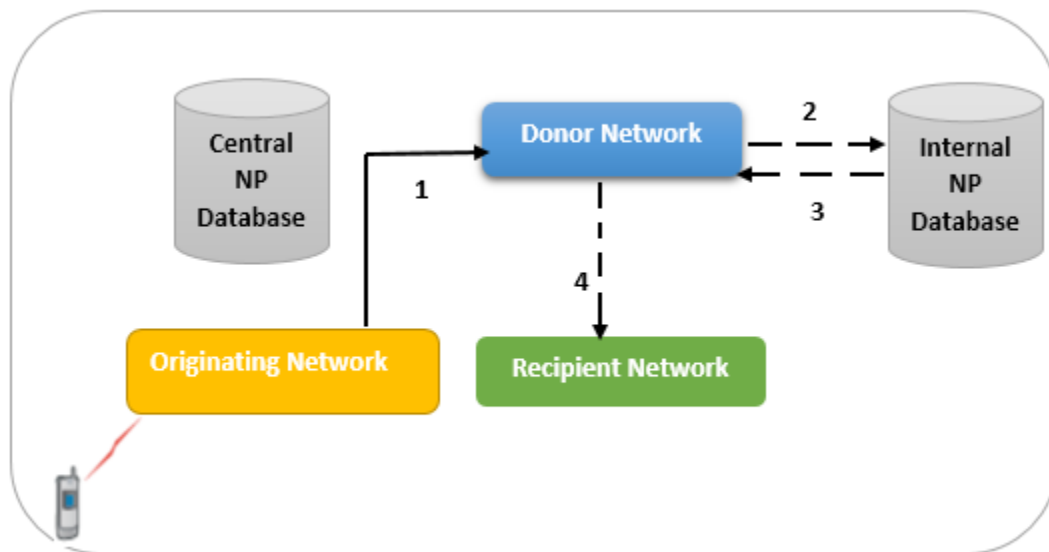 Central
NP
Database
Donor Network
2
Internal
NP
Database
1
3
4
Originating Network
Recipient Network